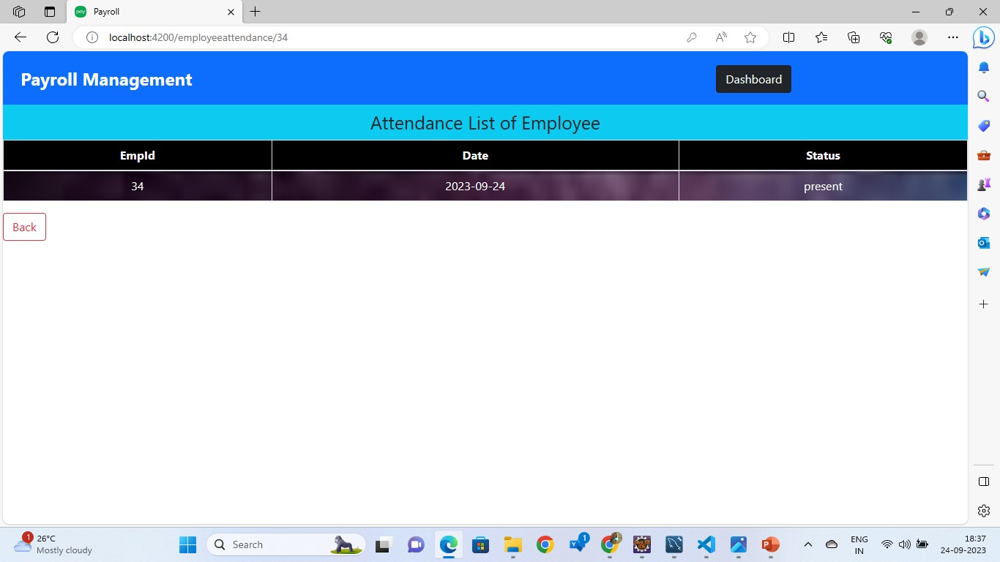 Payroll
localhost:4200/employeeattendance/34
Payroll Management
Dashboard
Attendance List of Employee
EmpId Date Status
34 2023-09-24 present
Back
1
26°C
Mostly cloudy
Search
1
ENG
IN
18:37
24-09-2023